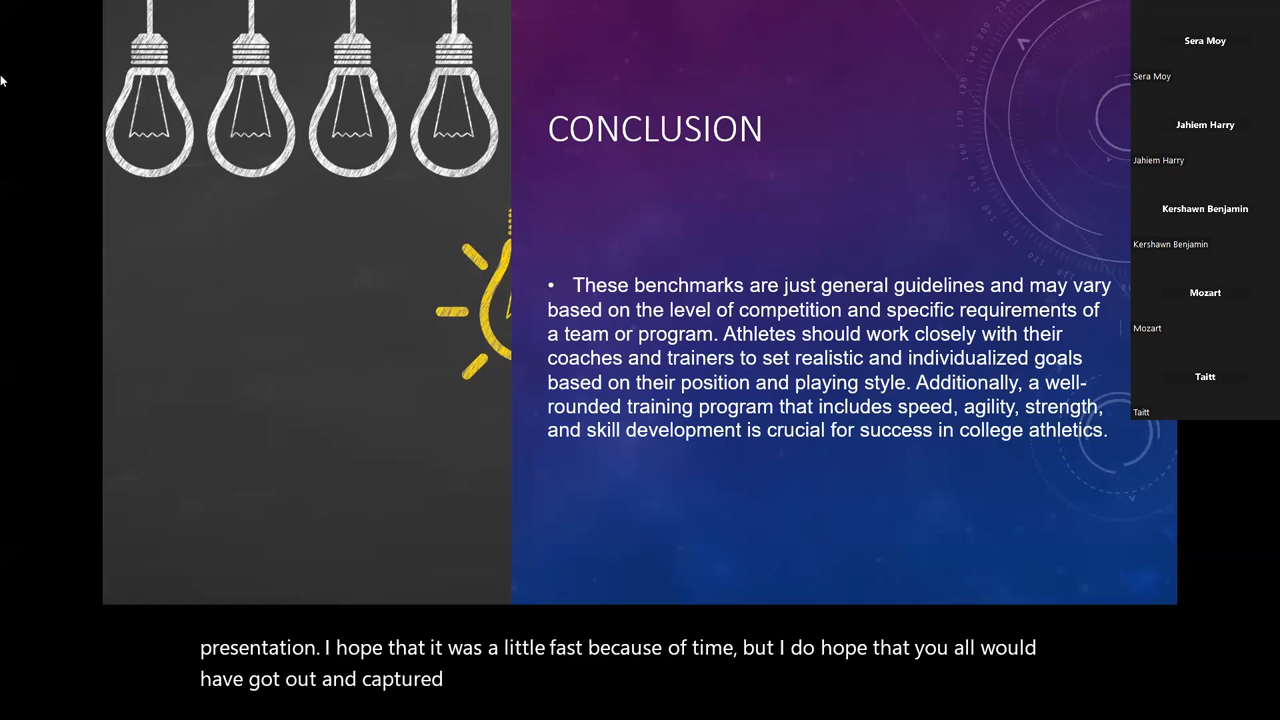 CONCLUSION
• These benchmarks are just general guidelines and may vary
based on the level of competition and specific requirements of
a team or program. Athletes should work closely with their
coaches and trainers to set realistic and individualized goals
based on their position and playing style. Additionally, a well-
rounded training program that includes speed, agility, strength,
and skill development is crucial for success in college athletics.
Sera Moy
Sera Moy
Jahiem Harry
Jahiem Harry
Kershawn Benjamin
Kershawn Benjamin
Mozart
Mozart
Taitt
Taitt
presentation. I hope that it was a little fast because of time, but I do hope that you all would
have got out and captured